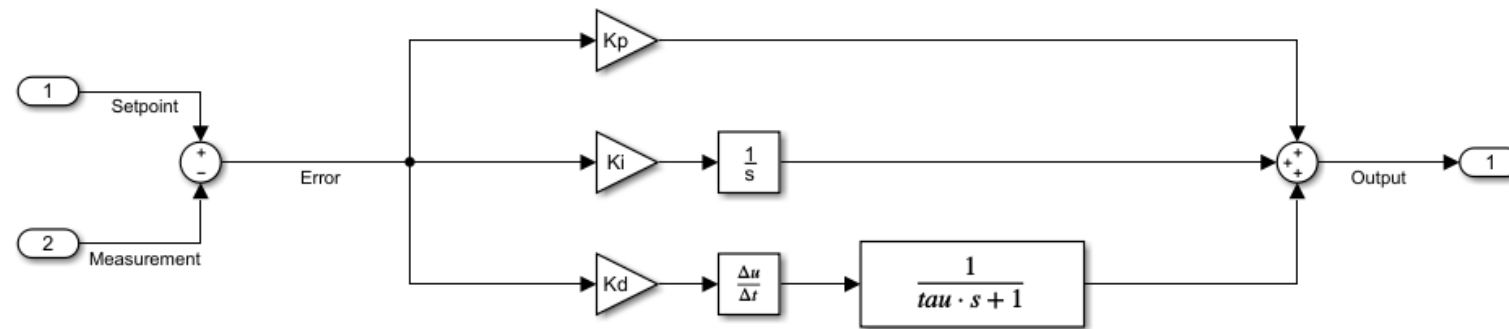 Kp
1
Setpoint
+
−
Error
Ki
1
s
+
+
+
Output
1
2
Measurement
Kd
Δu
Δt
1
tau · s + 1